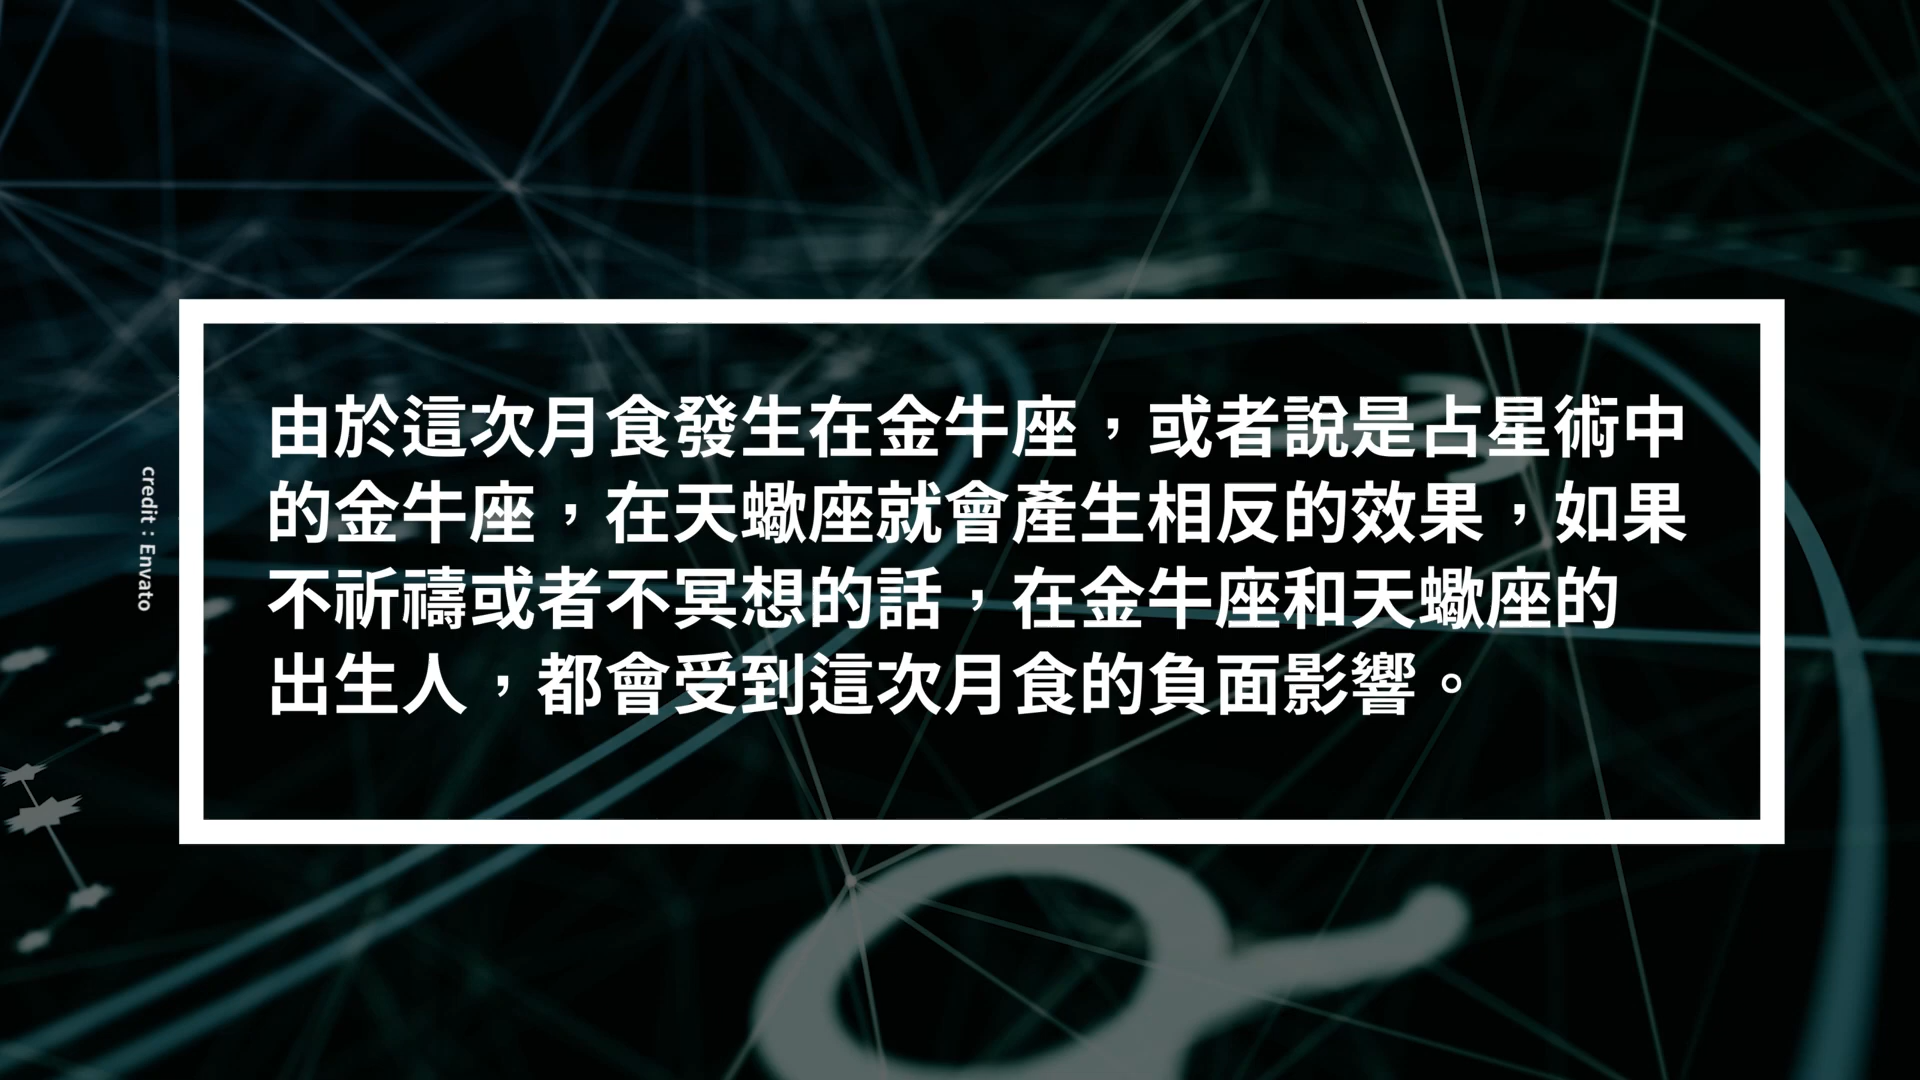 由於這次月食發生在金牛座，或者說是占星術中
的金牛座，在天蠍座就會產生相反的效果，如果
不祈禱或者不冥想的話，在金牛座和天蠍座的
出生人，都會受到這次月食的負面影響。
credit：Envato